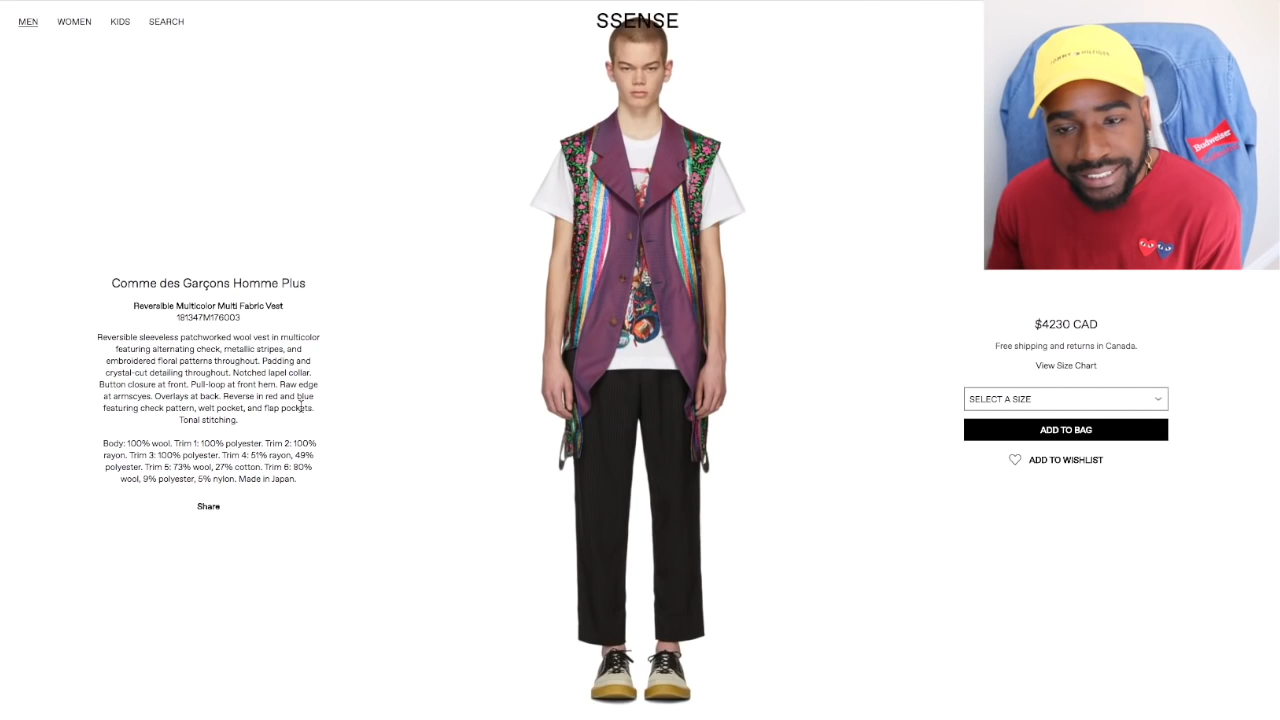 MEN WOMEN KIDS SEARCH
SSENSE
TOMMY HILFIGER
Budweiser
Comme des Garçons Homme Plus
Reversible Multicolor Multi Fabric Vest
181347M176003
Reversible sleeveless patchworked wool vest in multicolor
featuring alternating check, metallic stripes, and
embroidered floral patterns throughout. Padding and
crystal-cut detailing throughout. Notched lapel collar.
Button closure at front. Pull-loop at front hem. Raw edge
at armscyes. Overlays at back. Reverse in red and blue
featuring check pattern, welt pocket, and flap pockets.
Tonal stitching.
Body: 100% wool. Trim 1: 100% polyester. Trim 2: 100%
rayon. Trim 3: 100% polyester. Trim 4: 51% rayon, 49%
polyester. Trim 5: 73% wool, 27% cotton. Trim 6: 80%
wool, 9% polyester, 5% nylon. Made in Japan.
Share
$4230 CAD
Free shipping and returns in Canada.
View Size Chart
SELECT A SIZE
ADD TO BAG
ADD TO WISHLIST